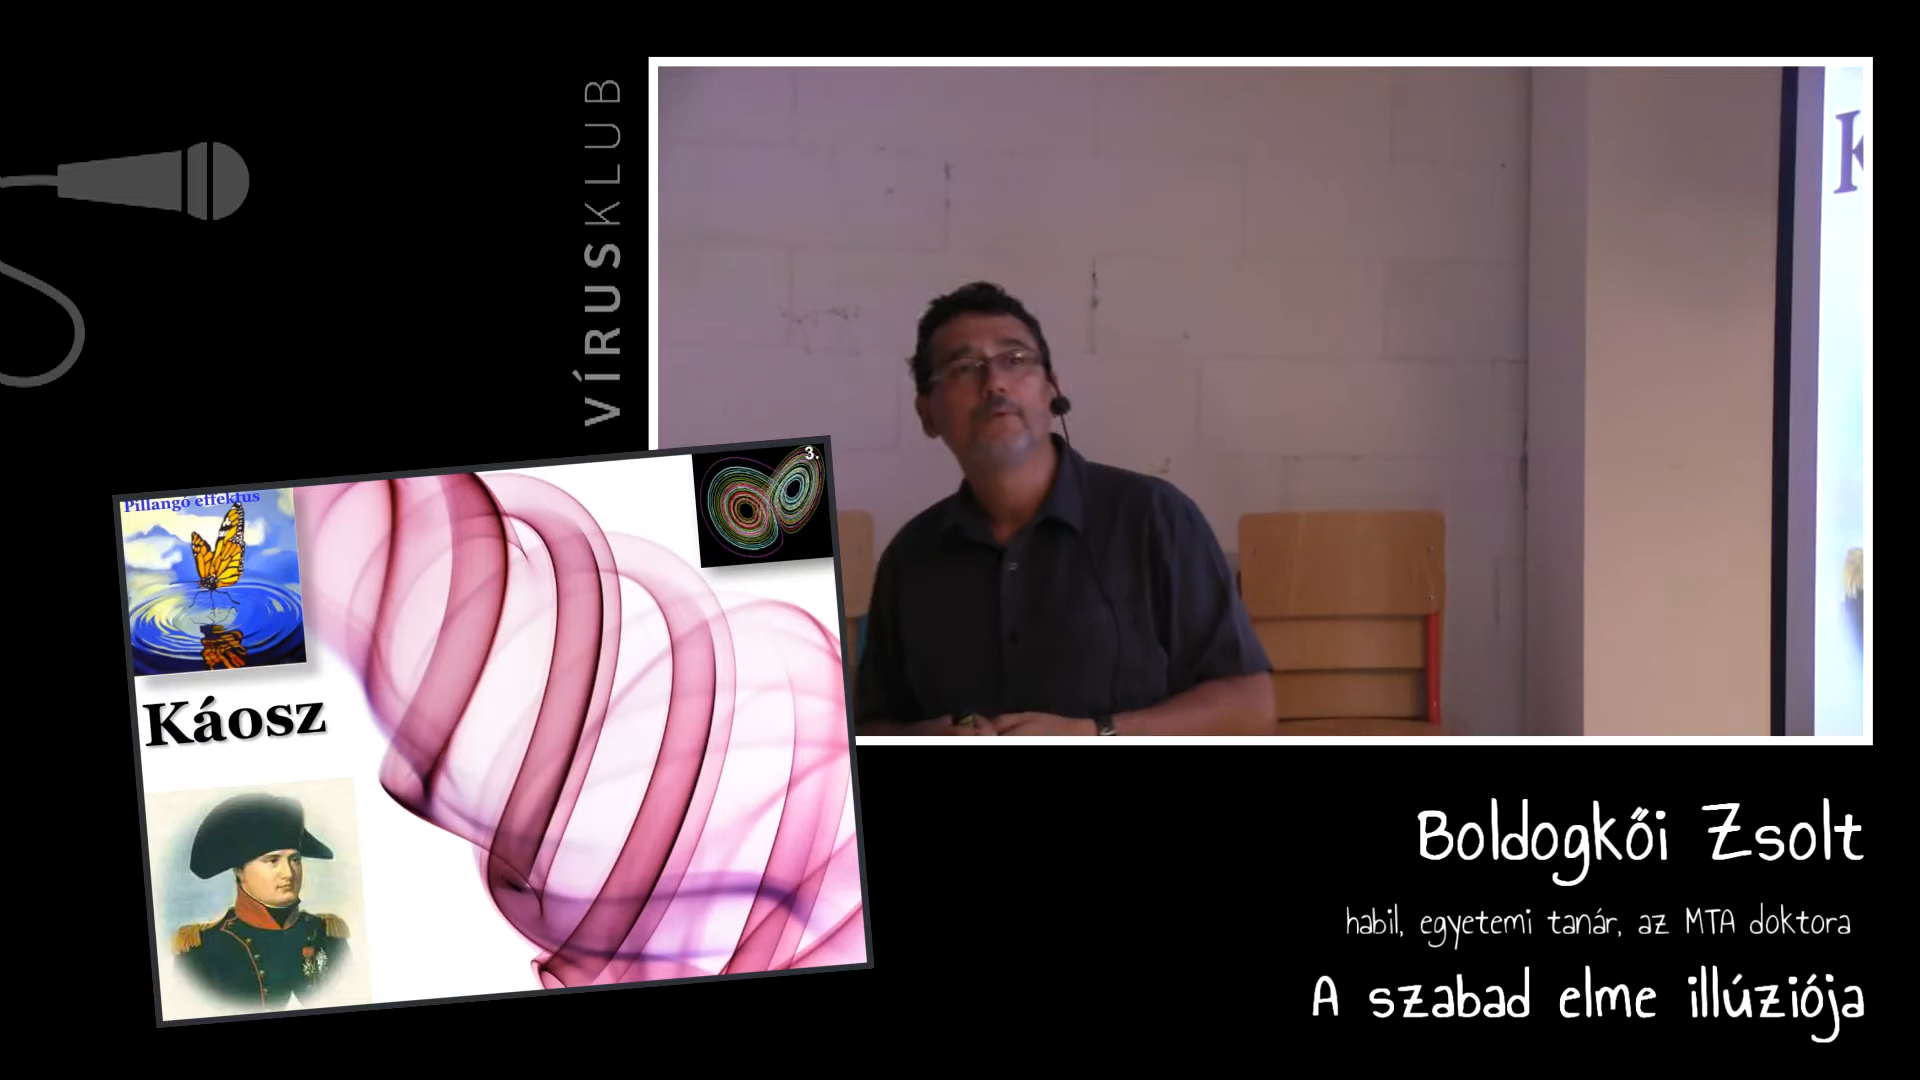 VÍRUSKLUB
K
Pillangó effektus
3.
Káosz
Boldogkői Zsolt
habil, egyetemi tanár, az MTA doktora
A szabad elme illúziója